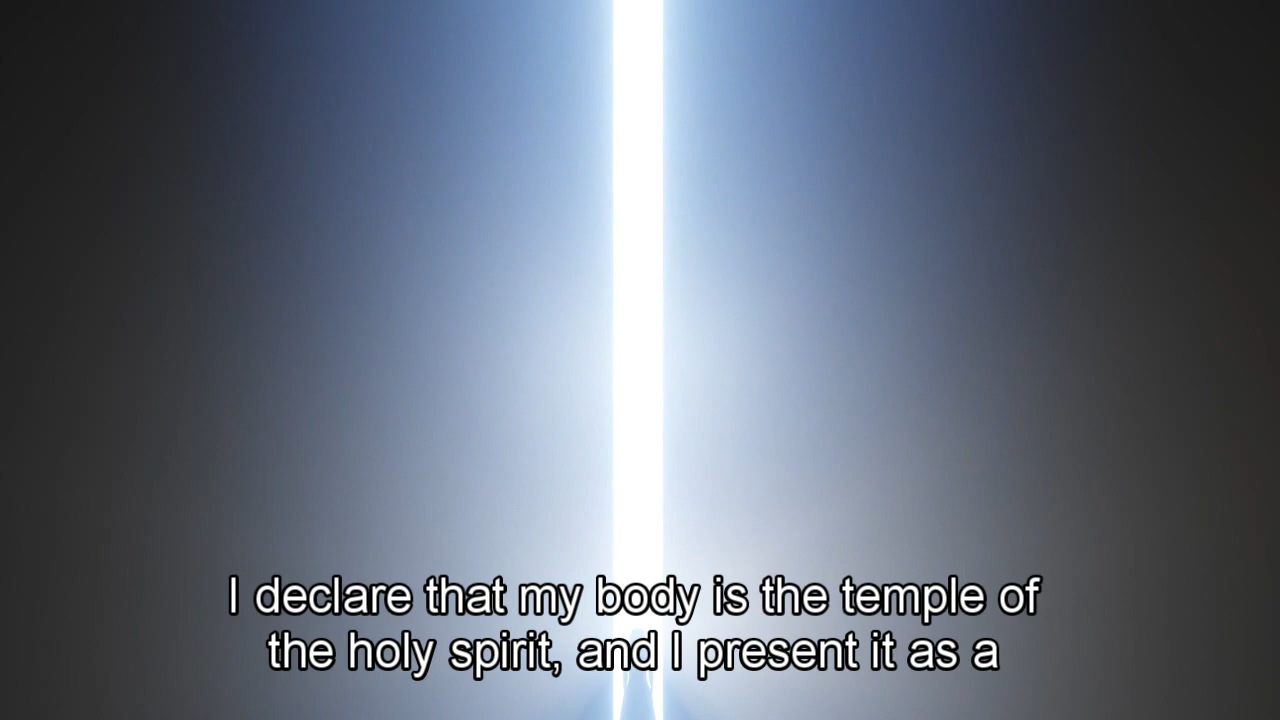 I declare that my body is the temple of
the holy spirit, and I present it as a